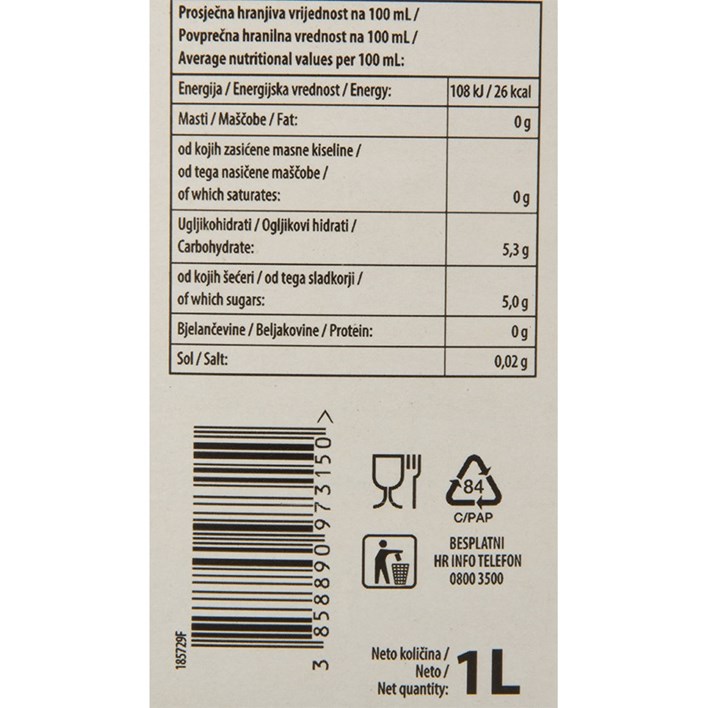 Prosječna hranjiva vrijednost na 100 mL /
Povprečna hranilna vrednost na 100 mL /
Average nutritional values per 100 mL:
Energija / Energijska vrednost / Energy: 108 kJ / 26 kcal
Masti / Maščobe / Fat: 0 g
od kojih zasićene masne kiseline /
od tega nasičene maščobe /
of which saturates: 0 g
Ugljikohidrati / Ogljikovi hidrati /
Carbohydrate: 5,3 g
od kojih šećeri / od tega sladkorji /
of which sugars: 5,0 g
Bjelančevine / Beljakovine / Protein: 0 g
Sol / Salt: 0,02 g
3 858890 973150 >
185729F
84
C/PAP
BESPLATNI
HR INFO TELEFON
0800 3500
Neto količina /
Neto /
Net quantity:
1L